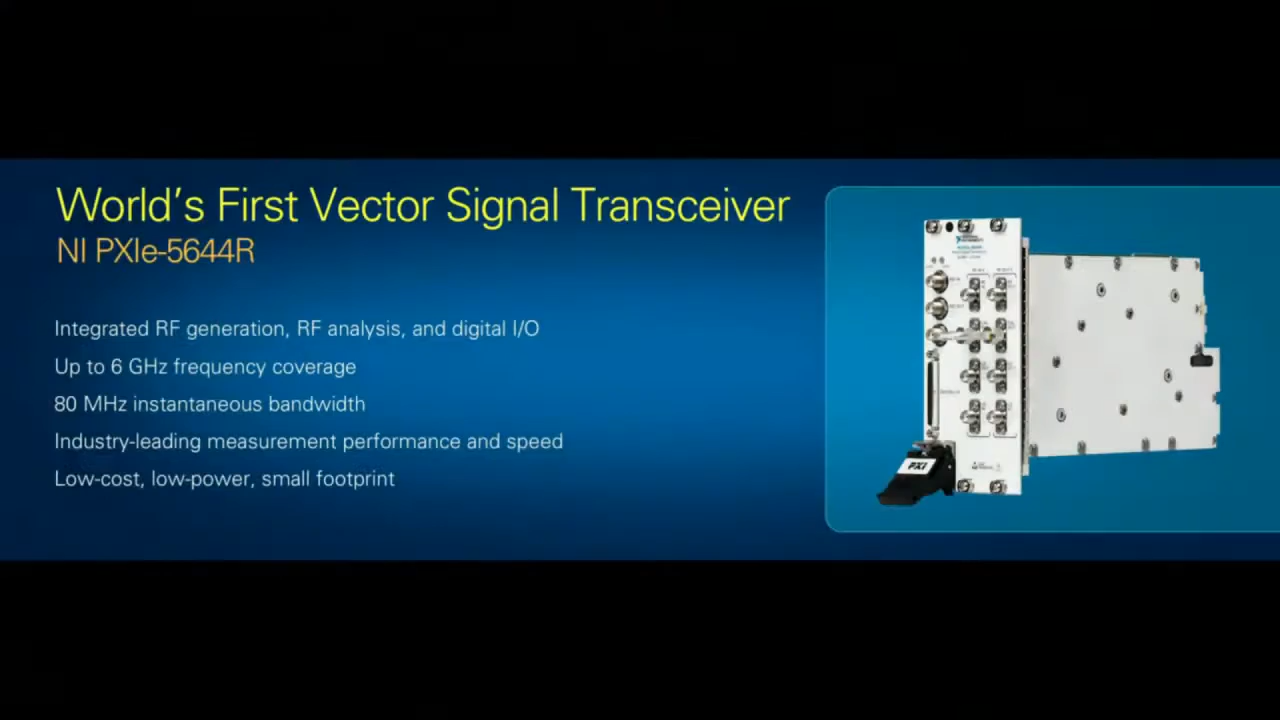 World's First Vector Signal Transceiver
NI PXIe-5644R
Integrated RF generation, RF analysis, and digital I/O
Up to 6 GHz frequency coverage
80 MHz instantaneous bandwidth
Industry-leading measurement performance and speed
Low-cost, low-power, small footprint
PXI